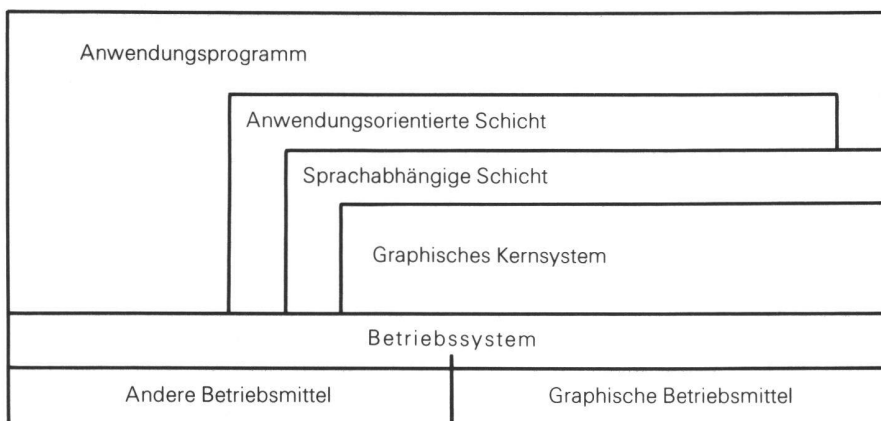 Anwendungsprogramm
Anwendungsorientierte Schicht
Sprachabhängige Schicht
Graphisches Kernsystem
Betriebssystem
Andere Betriebsmittel
Graphische Betriebsmittel